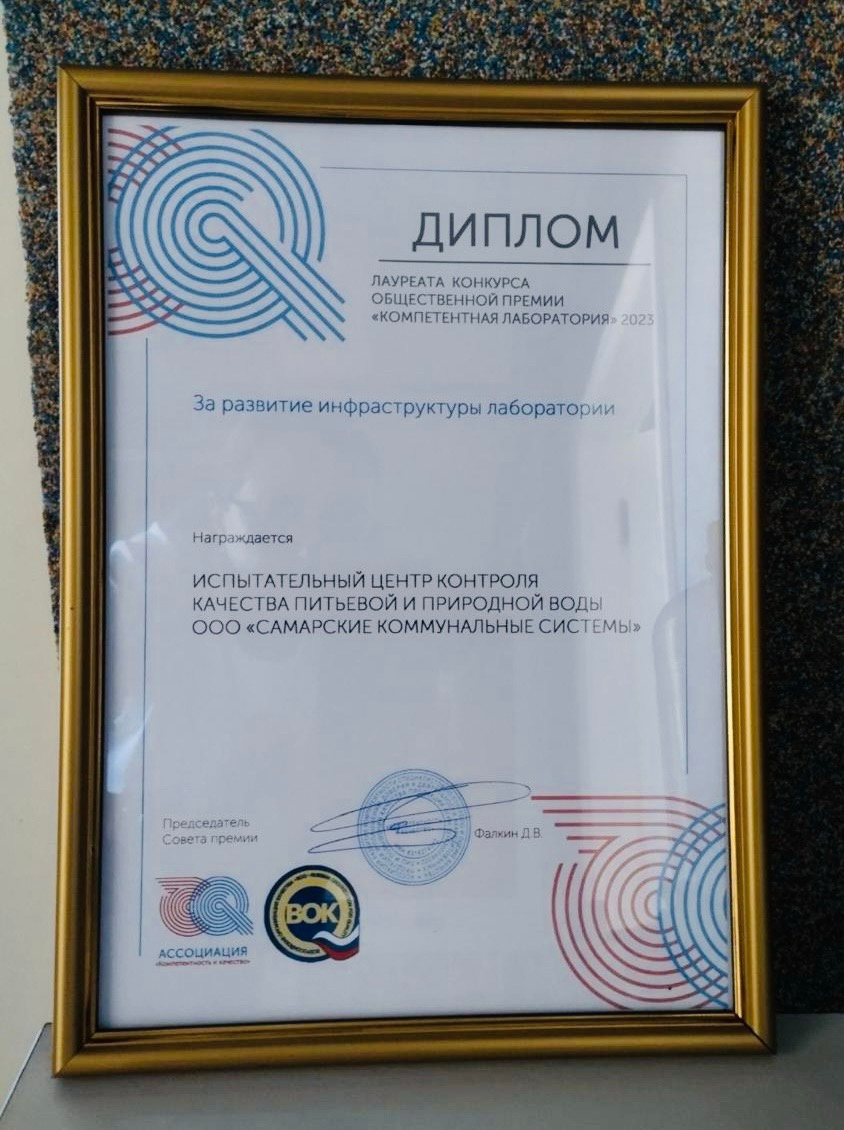 ДИПЛОМ
ЛАУРЕАТА КОНКУРСА
ОБЩЕСТВЕННОЙ ПРЕМИИ
«КОМПЕТЕНТНАЯ ЛАБОРАТОРИЯ» 2023
За развитие инфраструктуры лаборатории
Награждается
ИСПЫТАТЕЛЬНЫЙ ЦЕНТР КОНТРОЛЯ
КАЧЕСТВА ПИТЬЕВОЙ И ПРИРОДНОЙ ВОДЫ
ООО «САМАРСКИЕ КОММУНАЛЬНЫЕ СИСТЕМЫ»
Председатель
Совета премии
Фалкин Д.В.
ВОК
АССОЦИАЦИЯ
«Компетентность и качество»